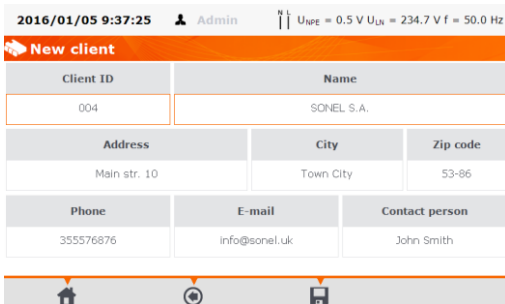 2016/01/05 9:37:25 Admin N L UNPE = 0.5 V ULN = 234.7 V f = 50.0 Hz
New client
Client ID Name
004 SONEL S.A.
Address City Zip code
Main str. 10 Town City 53-86
Phone E-mail Contact person
355576876 info@sonel.uk John Smith